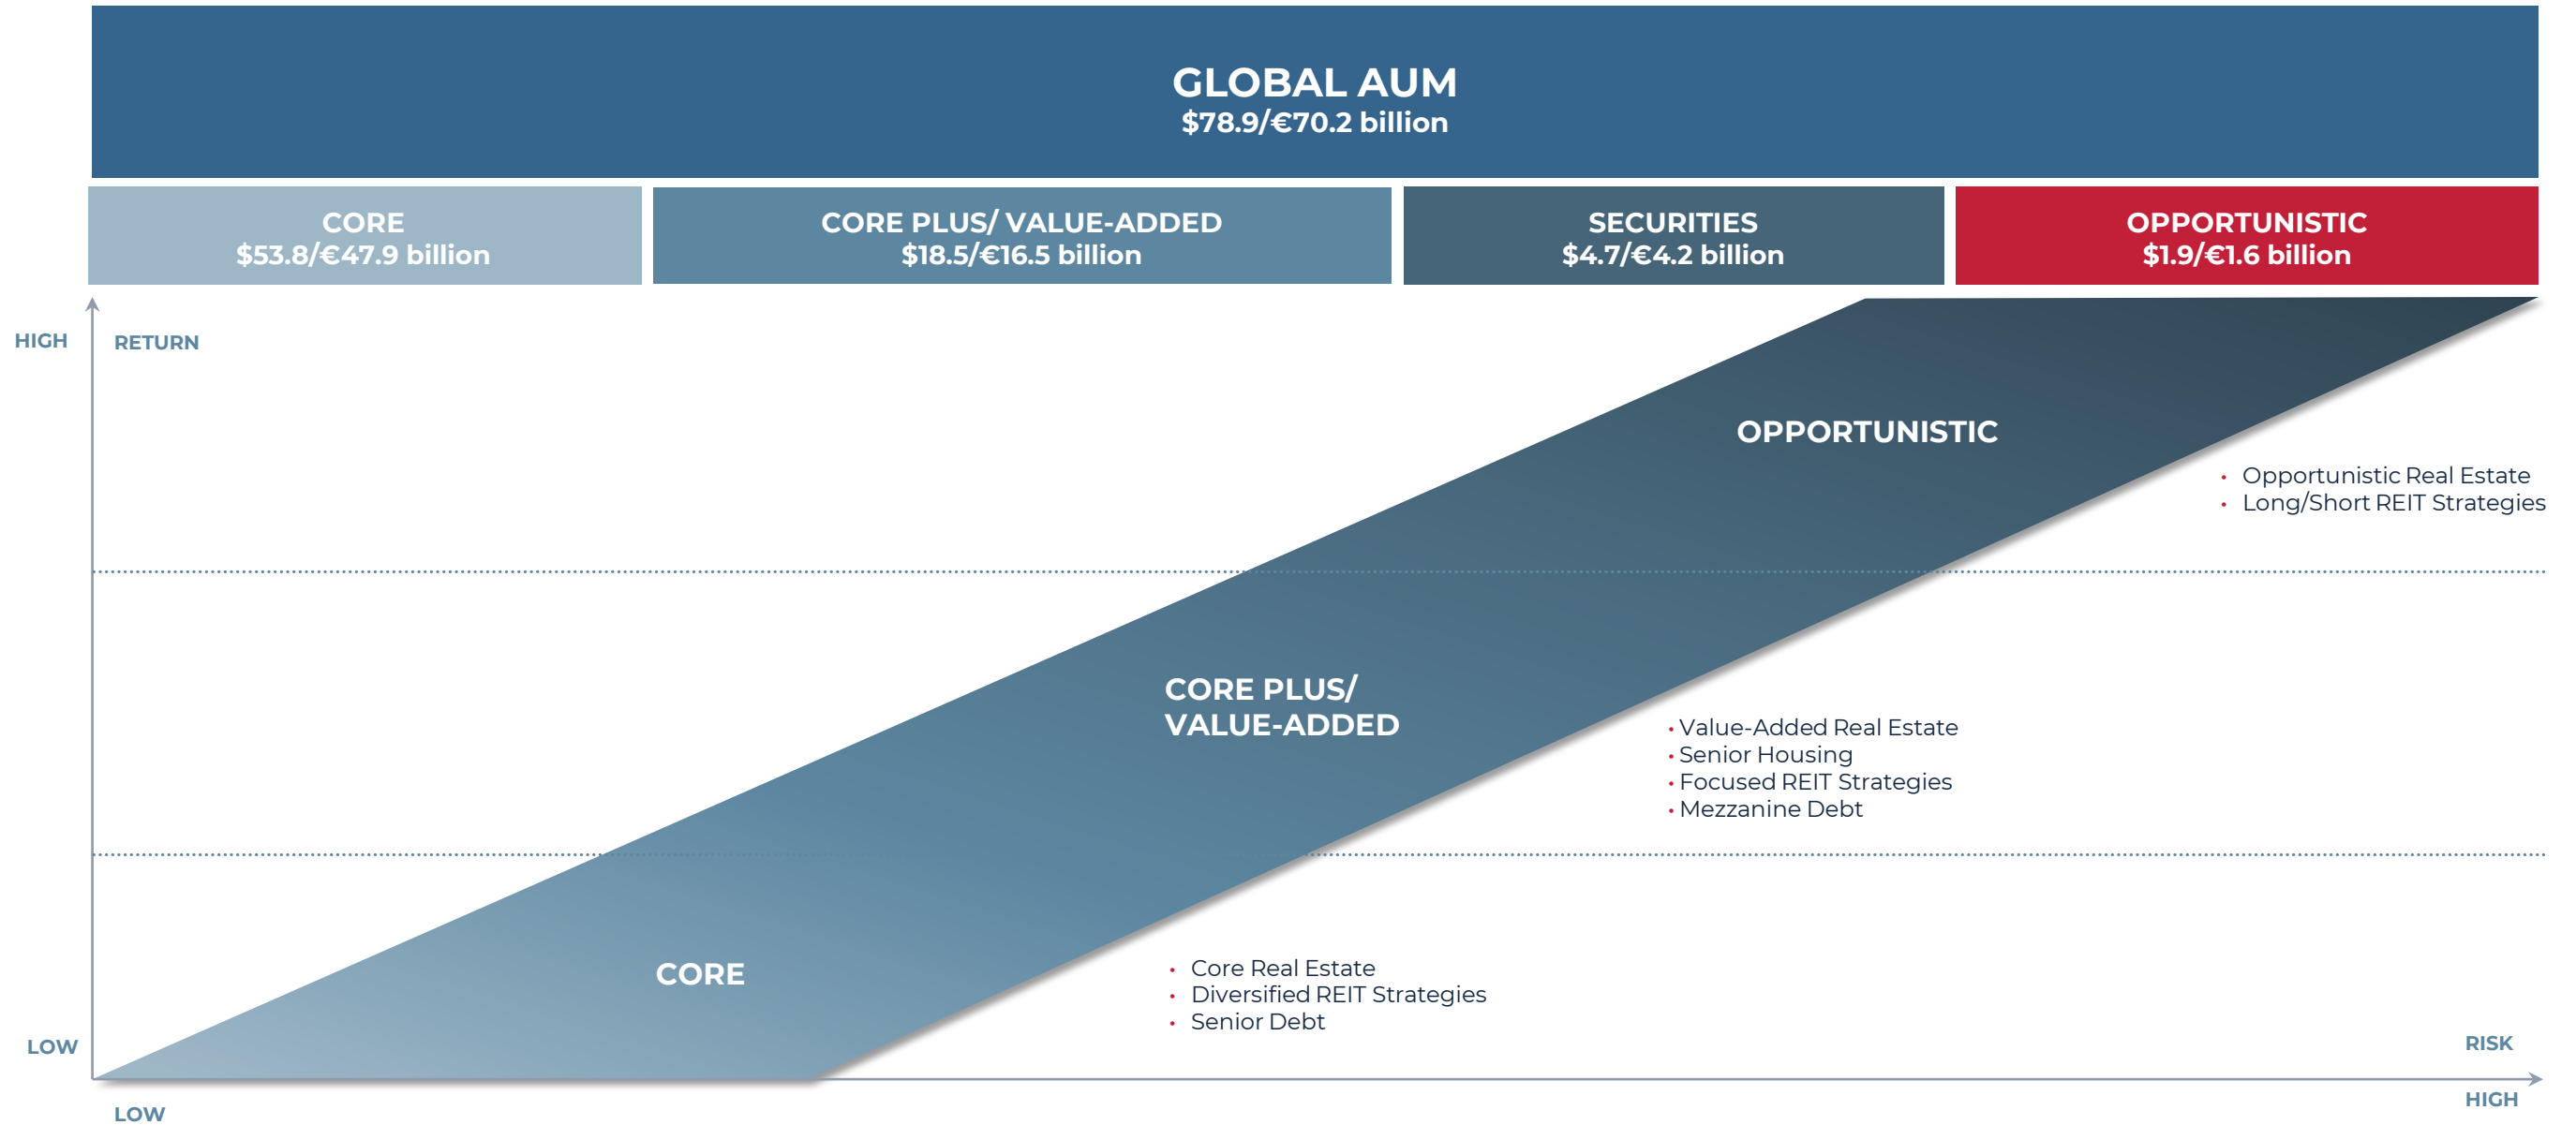 GLOBAL AUM
$78.9/€70.2 billion
CORE
$53.8/€47.9 billion
CORE PLUS/ VALUE-ADDED
$18.5/€16.5 billion
SECURITIES
$4.7/€4.2 billion
OPPORTUNISTIC
$1.9/€1.6 billion
HIGH
RETURN
OPPORTUNISTIC
• Opportunistic Real Estate
• Long/Short REIT Strategies
CORE PLUS/
VALUE-ADDED
• Value-Added Real Estate
• Senior Housing
• Focused REIT Strategies
• Mezzanine Debt
CORE
• Core Real Estate
• Diversified REIT Strategies
• Senior Debt
LOW
RISK
LOW
HIGH